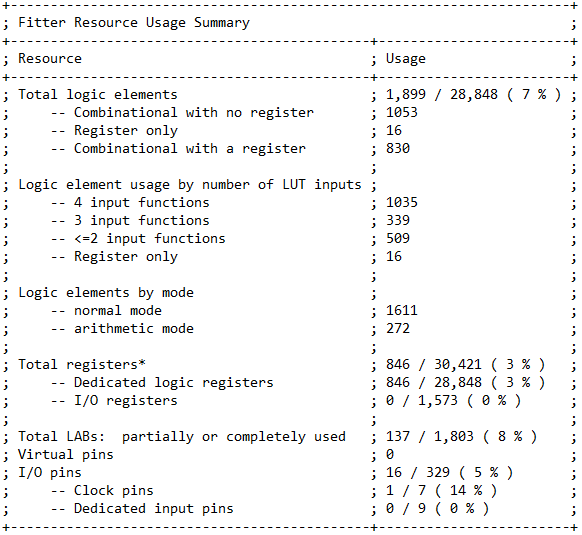 +-----------------------------------------------------------------------+
; Fitter Resource Usage Summary                                         ;
+---------------------------------------------+-------------------------+
; Resource                                    ; Usage                   ;
+---------------------------------------------+-------------------------+
; Total logic elements                        ; 1,899 / 28,848 ( 7 % )  ;
;     -- Combinational with no register       ; 1053                    ;
;     -- Register only                        ; 16                      ;
;     -- Combinational with a register        ; 830                     ;
;                                             ;                         ;
; Logic element usage by number of LUT inputs ;                         ;
;     -- 4 input functions                    ; 1035                    ;
;     -- 3 input functions                    ; 339                     ;
;     -- <=2 input functions                  ; 509                     ;
;     -- Register only                        ; 16                      ;
;                                             ;                         ;
; Logic elements by mode                      ;                         ;
;     -- normal mode                          ; 1611                    ;
;     -- arithmetic mode                      ; 272                     ;
;                                             ;                         ;
; Total registers*                            ; 846 / 30,421 ( 3 % )    ;
;     -- Dedicated logic registers            ; 846 / 28,848 ( 3 % )    ;
;     -- I/O registers                        ; 0 / 1,573 ( 0 % )       ;
;                                             ;                         ;
; Total LABs:  partially or completely used   ; 137 / 1,803 ( 8 % )     ;
; Virtual pins                                ; 0                       ;
; I/O pins                                    ; 16 / 329 ( 5 % )        ;
;     -- Clock pins                           ; 1 / 7 ( 14 % )          ;
;     -- Dedicated input pins                 ; 0 / 9 ( 0 % )           ;
+---------------------------------------------+-------------------------+